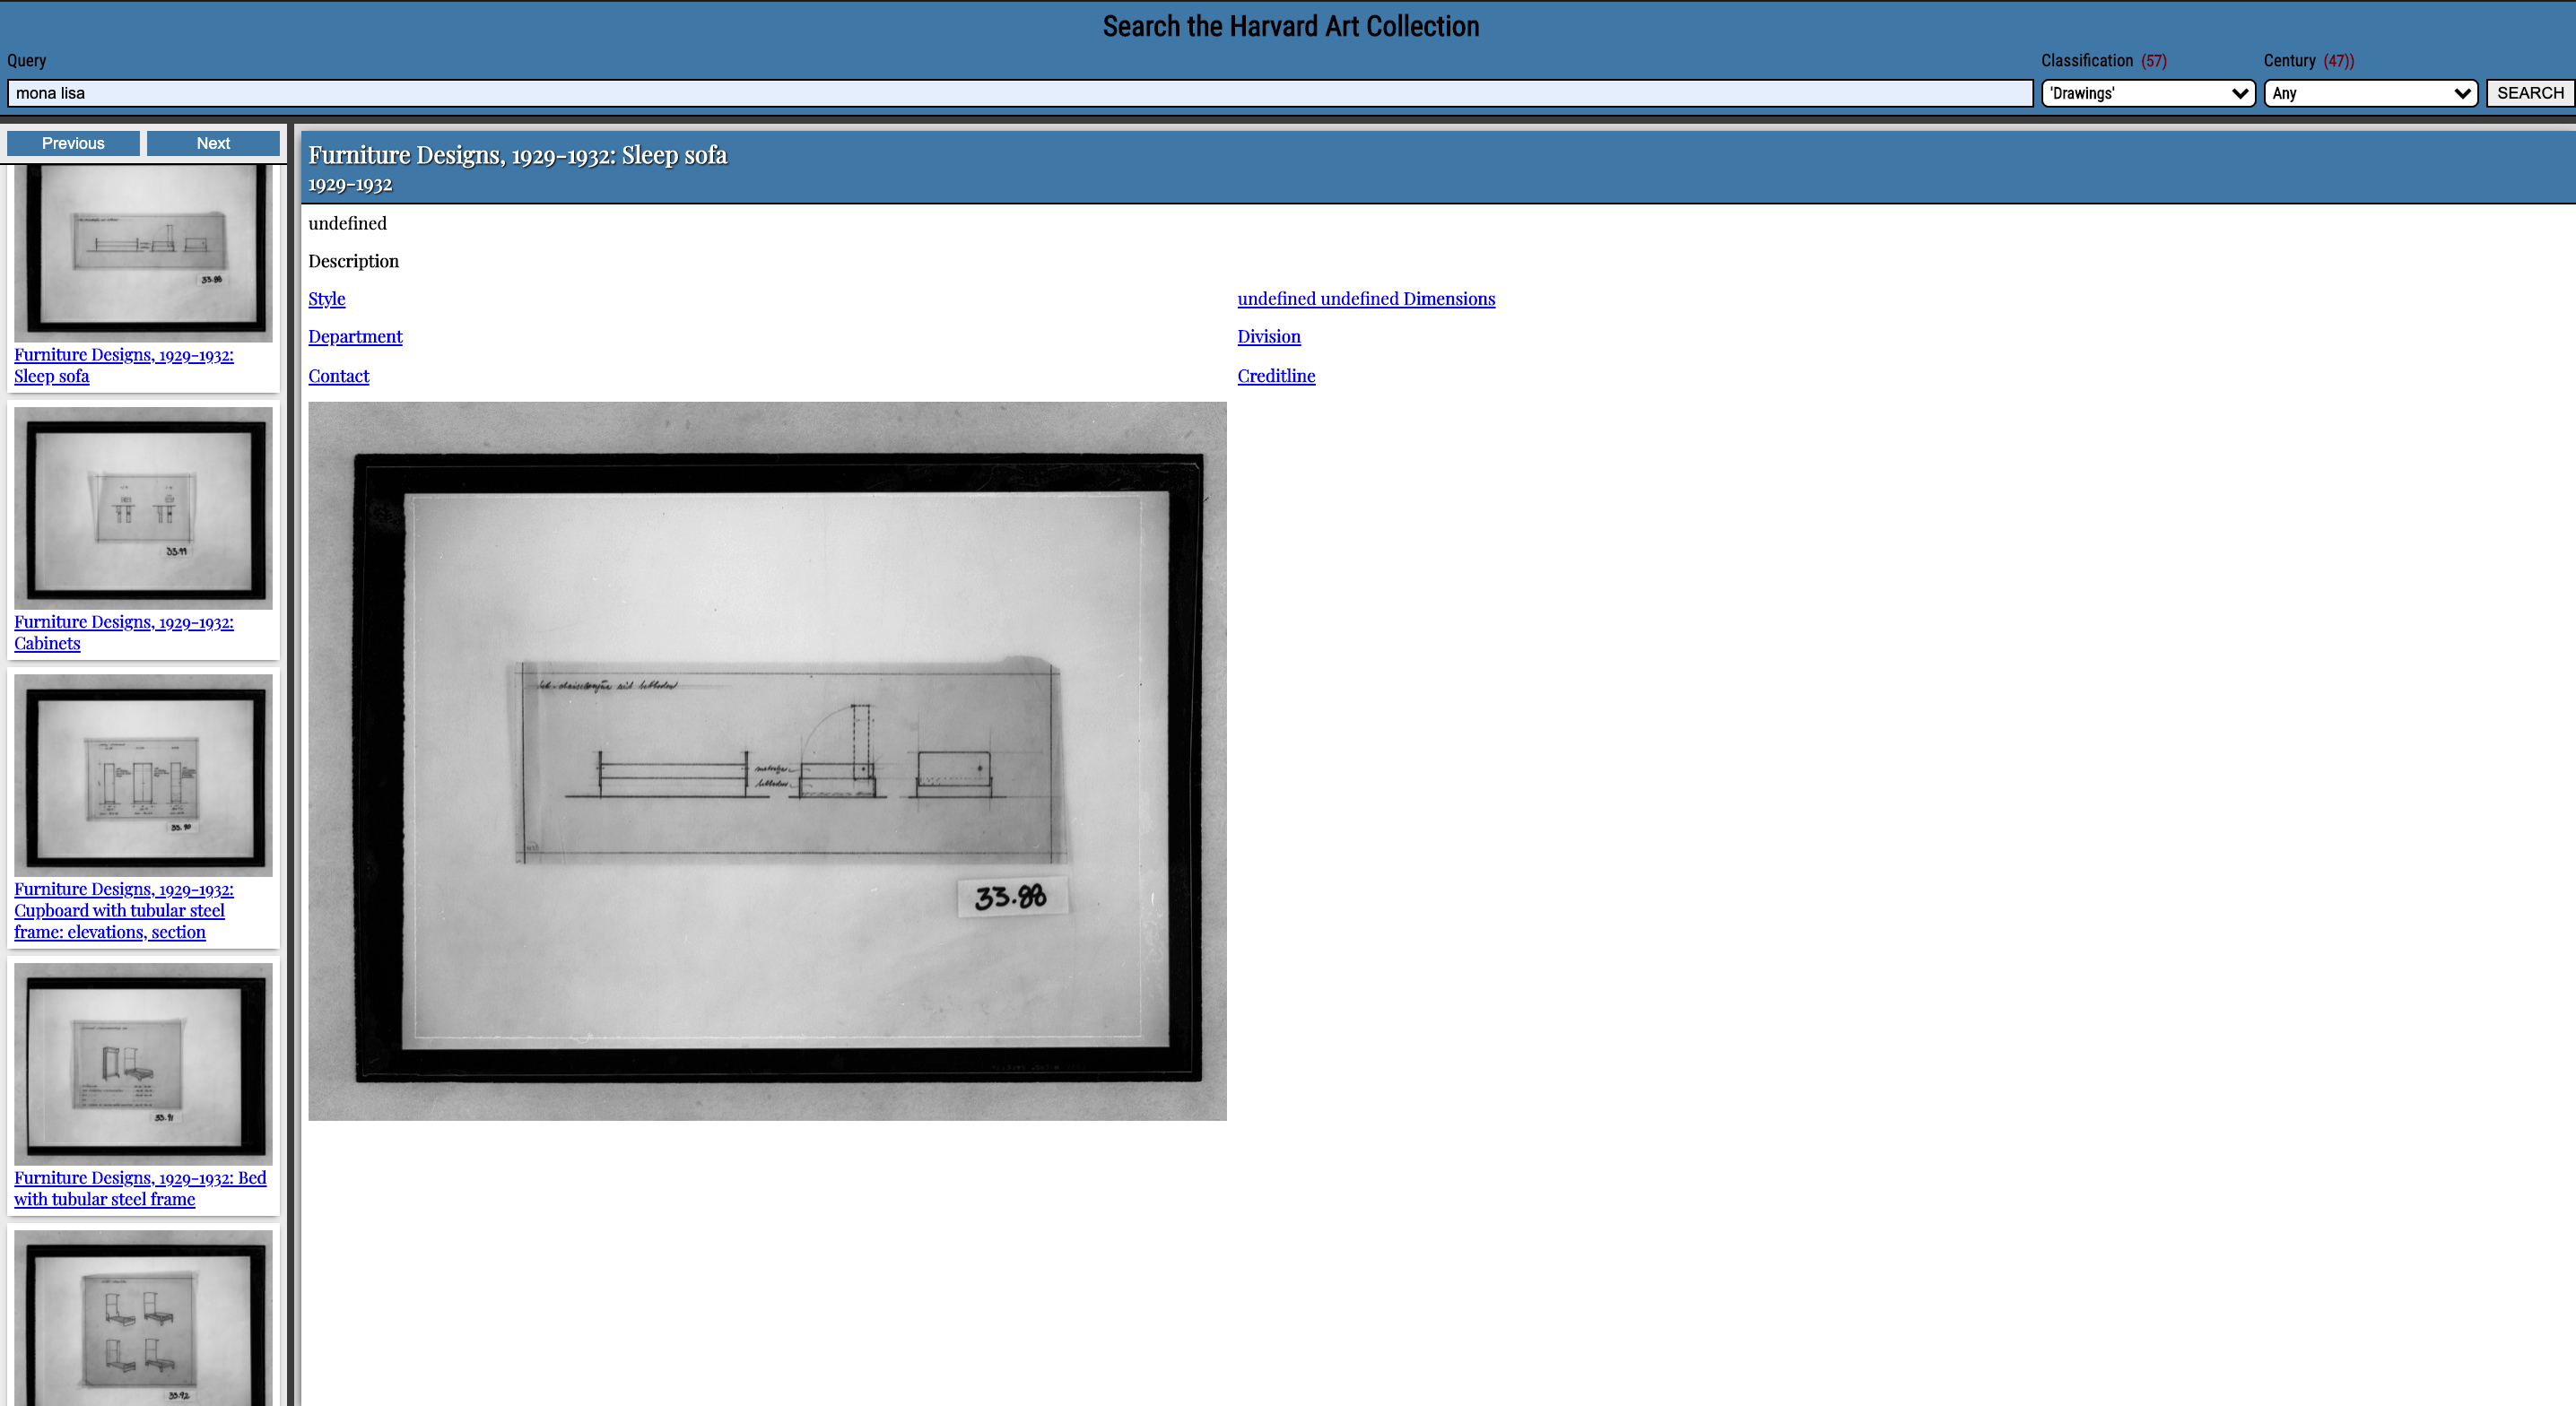 Search the Harvard Art Collection
Query
Classification (57)
Century (47))
mona lisa
'Drawings'
Any
SEARCH
Previous
Next
33.88
Furniture Designs, 1929-1932:
Sleep sofa
33.99
Furniture Designs, 1929-1932:
Cabinets
33.90
Furniture Designs, 1929-1932:
Cupboard with tubular steel
frame: elevations, section
33.91
Furniture Designs, 1929-1932: Bed
with tubular steel frame
33.92
Furniture Designs, 1929-1932: Sleep sofa
1929-1932
undefined
Description
Style
undefined undefined Dimensions
Department
Division
Contact
Creditline
33.88